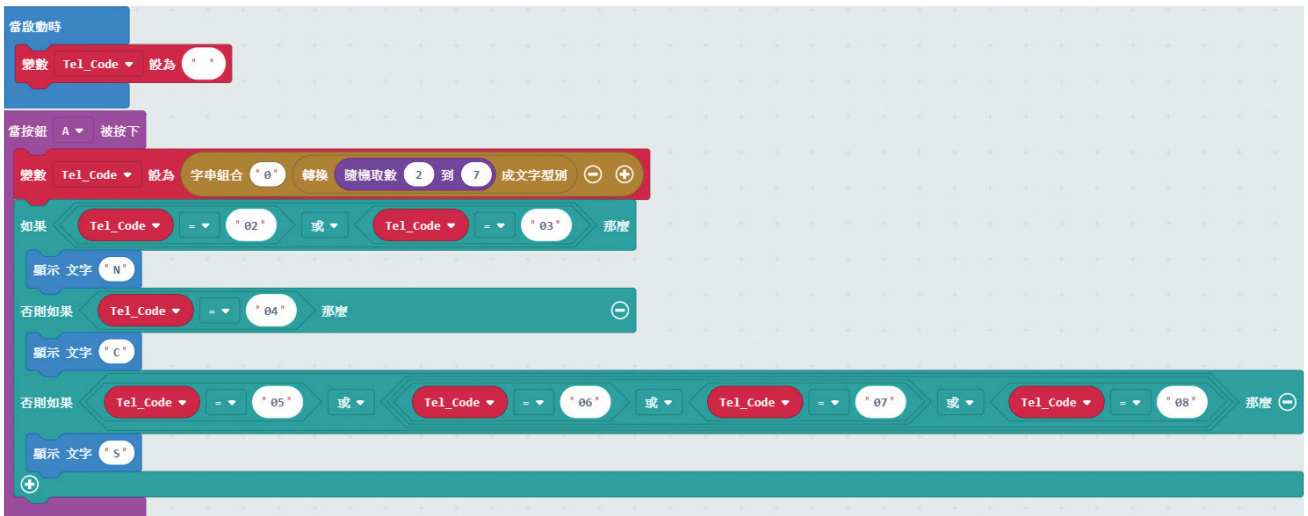 當啟動時
變數 Tel_Code 設為 " "
當按鈕 A 被按下
變數 Tel_Code 設為 字串組合 "0" 轉換 隨機取數 2 到 7 成文字型別
如果 Tel_Code = "02" 或 Tel_Code = "03" 那麼
顯示 文字 "N"
否則如果 Tel_Code = "04" 那麼
顯示 文字 "C"
否則如果 Tel_Code = "05" 或 Tel_Code = "06" 或 Tel_Code = "07" 或 Tel_Code = "08" 那麼
顯示 文字 "S"